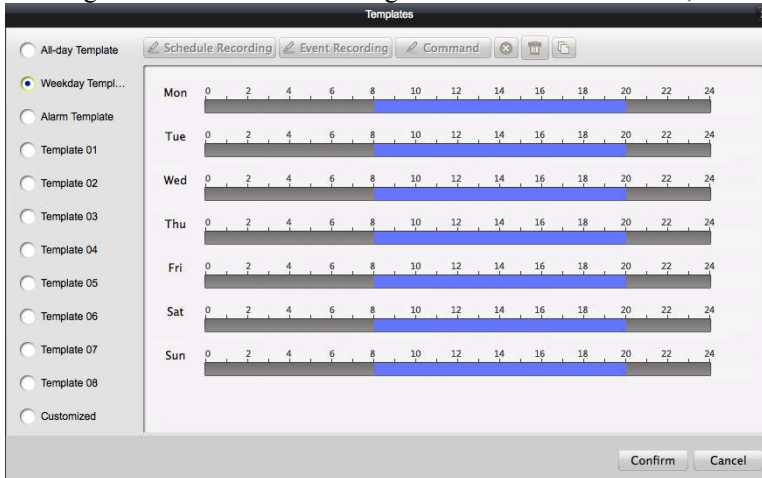 Templates
All-day Template
Schedule Recording Event Recording Command
Weekday Templ...
Alarm Template
Template 01
Template 02
Template 03
Template 04
Template 05
Template 06
Template 07
Template 08
Customized
Mon 0 2 4 6 8 10 12 14 16 18 20 22 24
Tue 0 2 4 6 8 10 12 14 16 18 20 22 24
Wed 0 2 4 6 8 10 12 14 16 18 20 22 24
Thu 0 2 4 6 8 10 12 14 16 18 20 22 24
Fri 0 2 4 6 8 10 12 14 16 18 20 22 24
Sat 0 2 4 6 8 10 12 14 16 18 20 22 24
Sun 0 2 4 6 8 10 12 14 16 18 20 22 24
Confirm Cancel